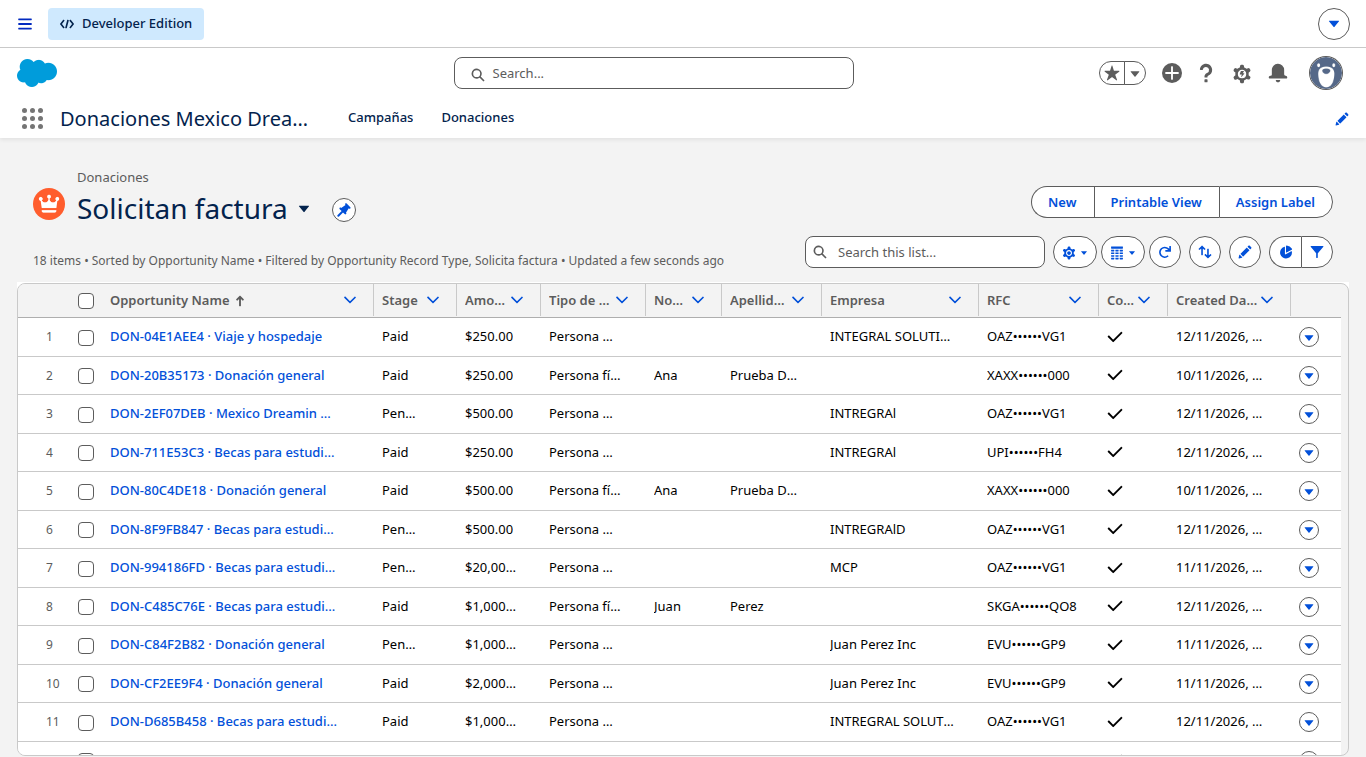 Developer Edition
Search...
Donaciones Mexico Drea...
Campañas
Donaciones
Donaciones
Solicitan factura
New
Printable View
Assign Label
18 items • Sorted by Opportunity Name • Filtered by Opportunity Record Type, Solicita factura • Updated a few seconds ago
Search this list...
Opportunity Name Stage Amo... Tipo de ... No... Apellid... Empresa RFC Co... Created Da...
1 DON-04E1AEE4 · Viaje y hospedaje Paid $250.00 Persona ... INTEGRAL SOLUTI... OAZ••••••VG1 12/11/2026, ...
2 DON-20B35173 · Donación general Paid $250.00 Persona fí... Ana Prueba D... XAXX••••••000 10/11/2026, ...
3 DON-2EF07DEB · Mexico Dreamin ... Pen... $500.00 Persona ... INTREGRAl OAZ••••••VG1 12/11/2026, ...
4 DON-711E53C3 · Becas para estudi... Paid $250.00 Persona ... INTREGRAl UPI••••••FH4 12/11/2026, ...
5 DON-80C4DE18 · Donación general Paid $500.00 Persona fí... Ana Prueba D... XAXX••••••000 10/11/2026, ...
6 DON-8F9FB847 · Becas para estudi... Pen... $500.00 Persona ... INTREGRAlD OAZ••••••VG1 12/11/2026, ...
7 DON-994186FD · Becas para estudi... Pen... $20,00... Persona ... MCP OAZ••••••VG1 11/11/2026, ...
8 DON-C485C76E · Becas para estudi... Paid $1,000... Persona fí... Juan Perez SKGA••••••QO8 12/11/2026, ...
9 DON-C84F2B82 · Donación general Pen... $1,000... Persona ... Juan Perez Inc EVU••••••GP9 11/11/2026, ...
10 DON-CF2EE9F4 · Donación general Paid $2,000... Persona ... Juan Perez Inc EVU••••••GP9 11/11/2026, ...
11 DON-D685B458 · Becas para estudi... Paid $1,000... Persona ... INTREGRAL SOLUT... OAZ••••••VG1 12/11/2026, ...